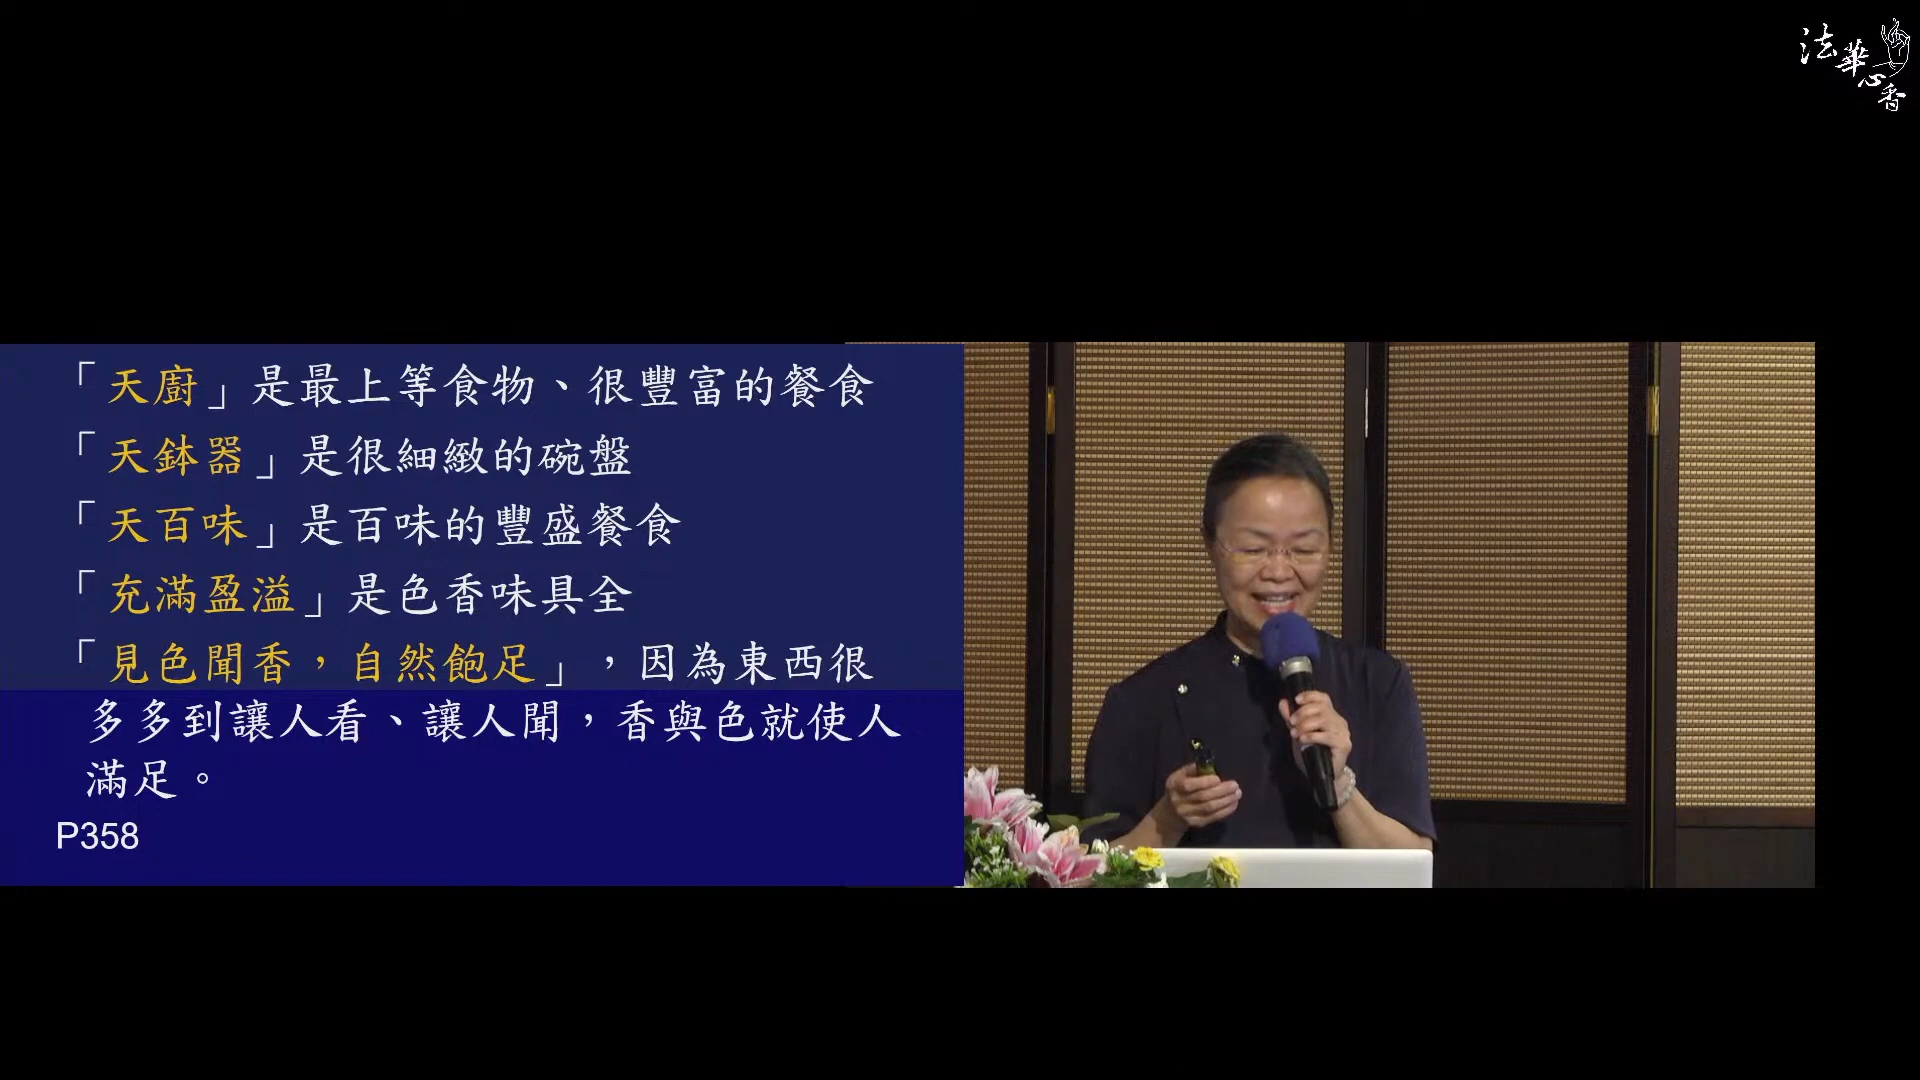 法華心香
「天廚」是最上等食物、很豐富的餐食
「天鉢器」是很細緻的碗盤
「天百味」是百味的豐盛餐食
「充滿盈溢」是色香味具全
「見色聞香，自然飽足」，因為東西很
多多到讓人看、讓人聞，香與色就使人
滿足。
P358